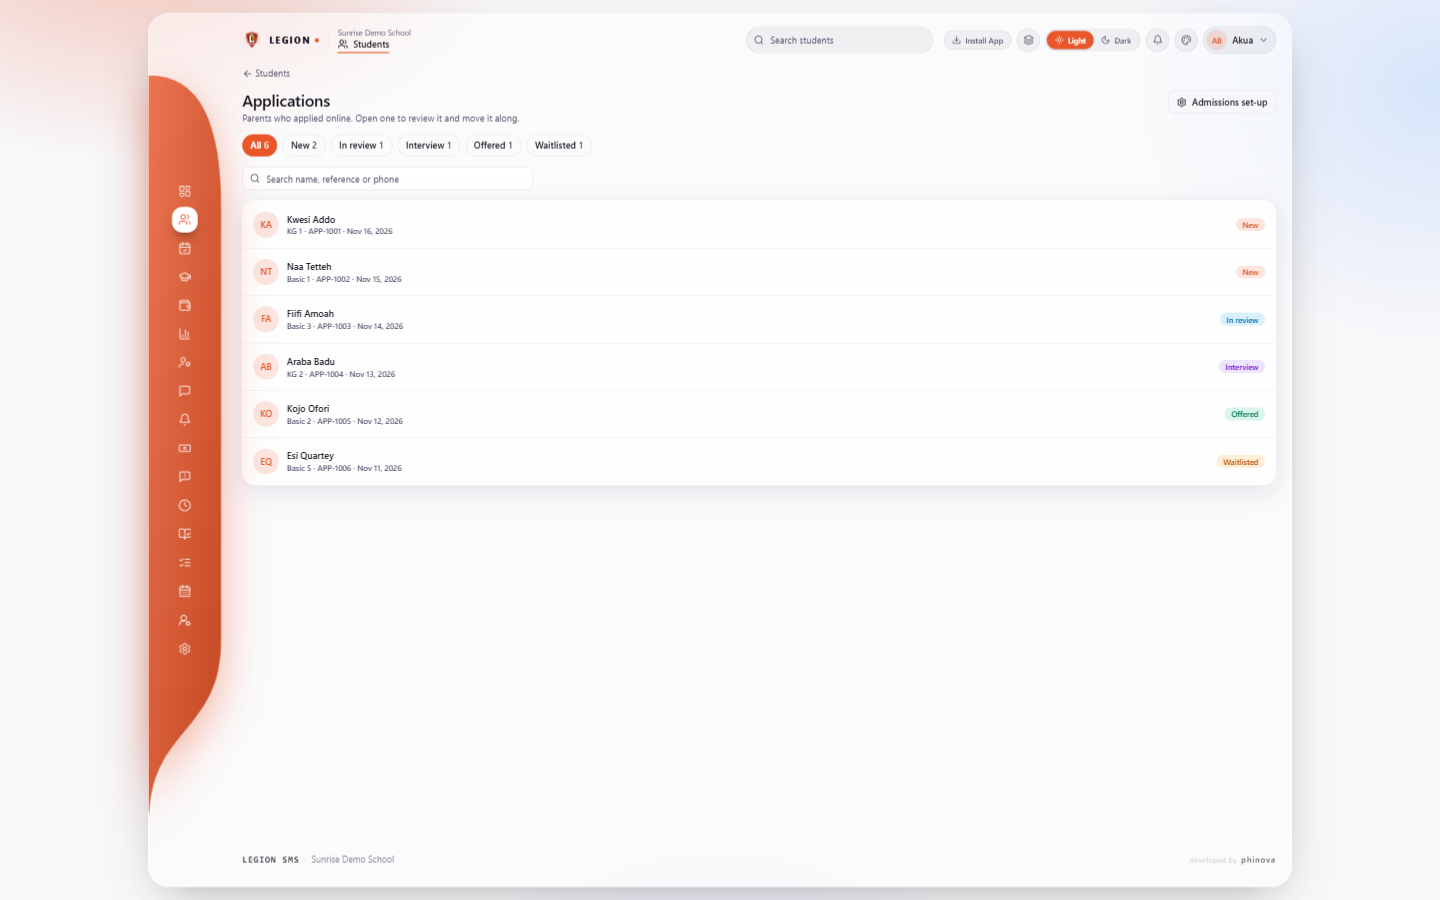 LEGION
Sunrise Demo School
Students
Search students
Install App
Light
Dark
AB
Akua
Students
Applications
Parents who applied online. Open one to review it and move it along.
Admissions set-up
All 6
New 2
In review 1
Interview 1
Offered 1
Waitlisted 1
Search name, reference or phone
KA
Kwesi Addo
KG 1 · APP-1001 · Nov 16, 2026
New
NT
Naa Tetteh
Basic 1 · APP-1002 · Nov 15, 2026
New
FA
Fiifi Amoah
Basic 3 · APP-1003 · Nov 14, 2026
In review
AB
Araba Badu
KG 2 · APP-1004 · Nov 13, 2026
Interview
KO
Kojo Ofori
Basic 2 · APP-1005 · Nov 12, 2026
Offered
EQ
Esi Quartey
Basic 5 · APP-1006 · Nov 11, 2026
Waitlisted
LEGION SMS
Sunrise Demo School
developed by phinova